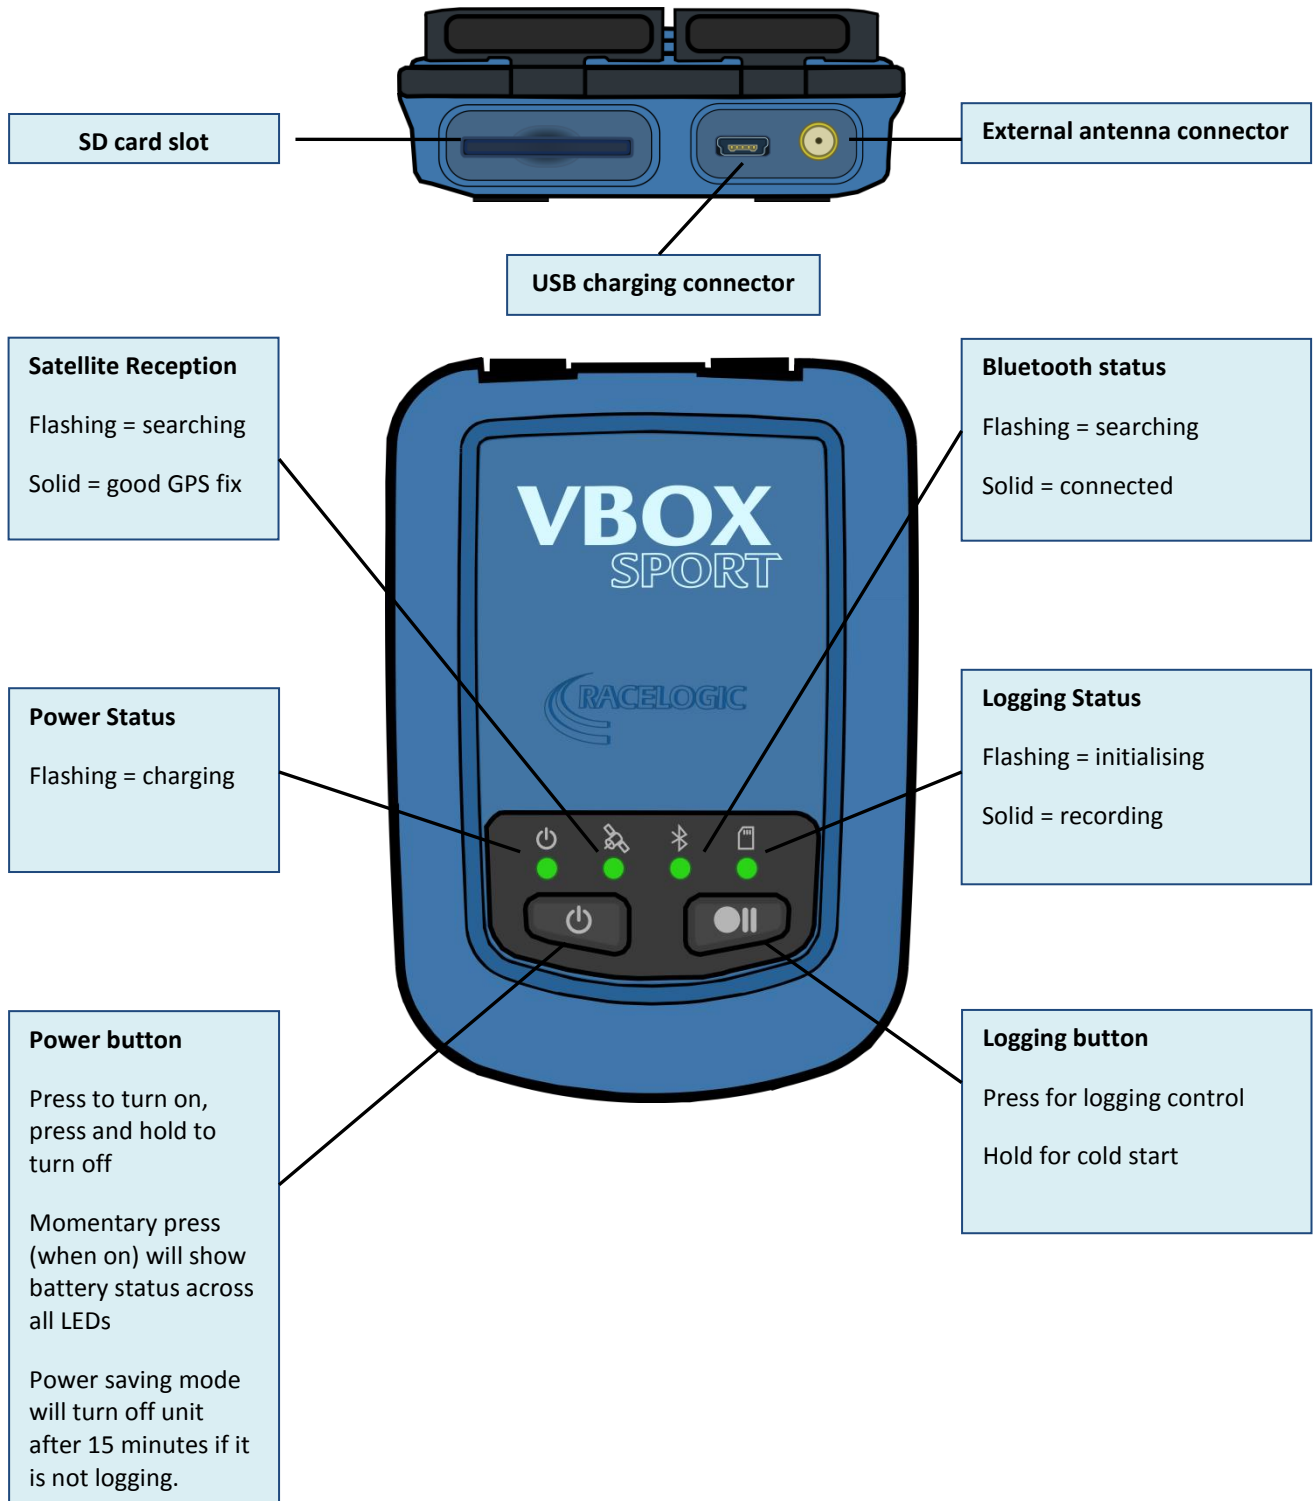 SD card slot
External antenna connector
USB charging connector
Satellite Reception
Flashing = searching
Solid = good GPS fix
Bluetooth status
Flashing = searching
Solid = connected
VBOX
SPORT
RACELOGIC
Power Status
Flashing = charging
Logging Status
Flashing = initialising
Solid = recording
Power button
Press to turn on,
press and hold to
turn off
Momentary press
(when on) will show
battery status across
all LEDs
Power saving mode
will turn off unit
after 15 minutes if it
is not logging.
Logging button
Press for logging control
Hold for cold start